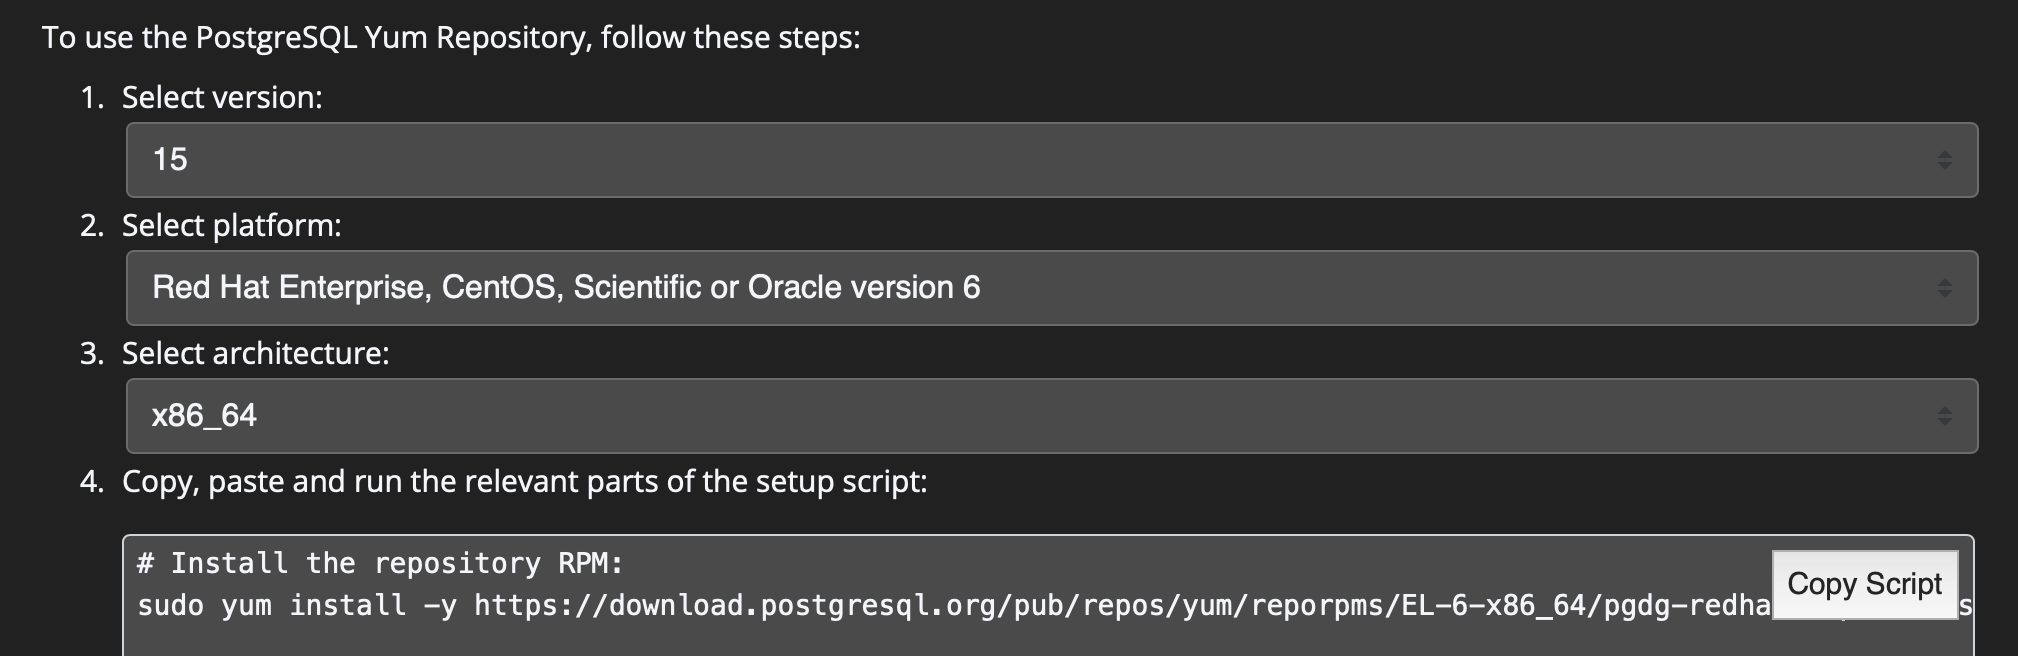 To use the PostgreSQL Yum Repository, follow these steps:
1. Select version:
15
2. Select platform:
Red Hat Enterprise, CentOS, Scientific or Oracle version 6
3. Select architecture:
x86_64
4. Copy, paste and run the relevant parts of the setup script:
# Install the repository RPM:
Copy Script
sudo yum install -y https://download.postgresql.org/pub/repos/yum/reporpms/EL-6-x86_64/pgdg-redha